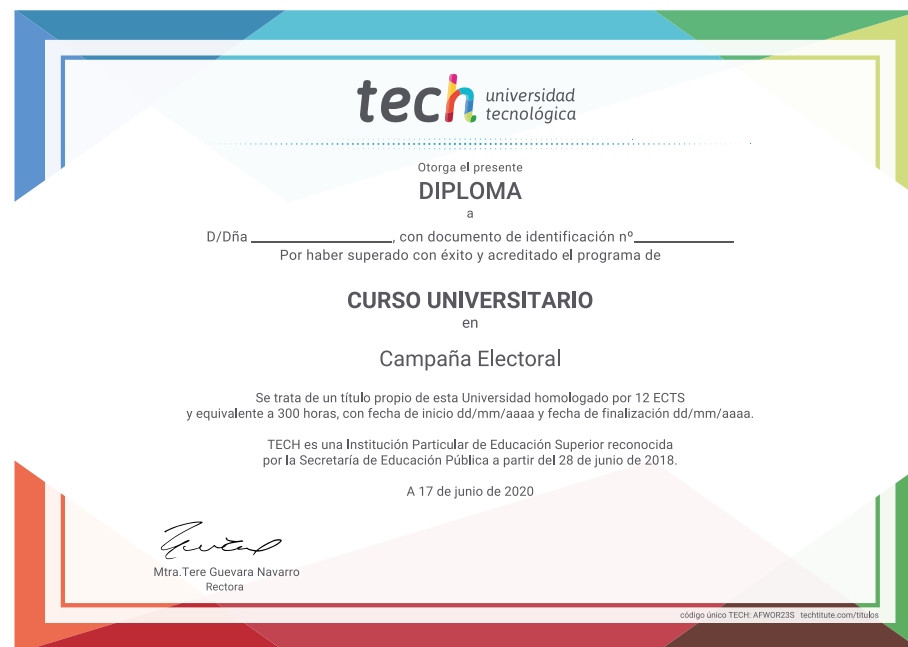 tech universidad
tecnológica
Otorga el presente
DIPLOMA
a
D/Dña ____________________, con documento de identificación nº______________
Por haber superado con éxito y acreditado el programa de
CURSO UNIVERSITARIO
en
Campaña Electoral
Se trata de un título propio de esta Universidad homologado por 12 ECTS
y equivalente a 300 horas, con fecha de inicio dd/mm/aaaa y fecha de finalización dd/mm/aaaa.
TECH es una Institución Particular de Educación Superior reconocida
por la Secretaría de Educación Pública a partir del 28 de junio de 2018.
A 17 de junio de 2020
Mtra.Tere Guevara Navarro
Rectora
código único TECH: AFWOR23S techtitute.com/titulos